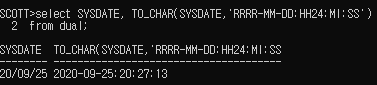 SCOTT>select SYSDATE, TO_CHAR(SYSDATE,'RRRR-MM-DD:HH24:MI:SS')
2 from dual;
SYSDATE TO_CHAR(SYSDATE,'RRRR-MM-DD:HH24:MI:SS
-------- --------------------------------------
20/09/25 2020-09-25:20:27:13